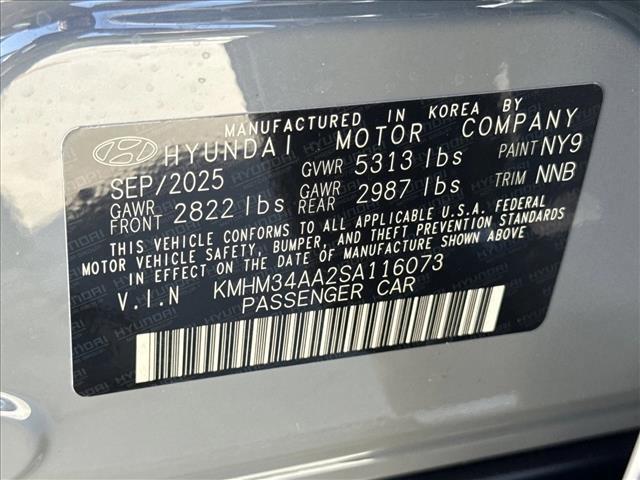 MANUFACTURED IN KOREA BY
HYUNDAI MOTOR COMPANY
SEP/2025 GVWR 5313 lbs PAINT NY9
GAWR FRONT 2822 lbs GAWR REAR 2987 lbs TRIM NNB
THIS VEHICLE CONFORMS TO ALL APPLICABLE U.S.A. FEDERAL
MOTOR VEHICLE SAFETY, BUMPER, AND THEFT PREVENTION STANDARDS
IN EFFECT ON THE DATE OF MANUFACTURE SHOWN ABOVE
V.I.N KMHM34AA2SA116073
PASSENGER CAR